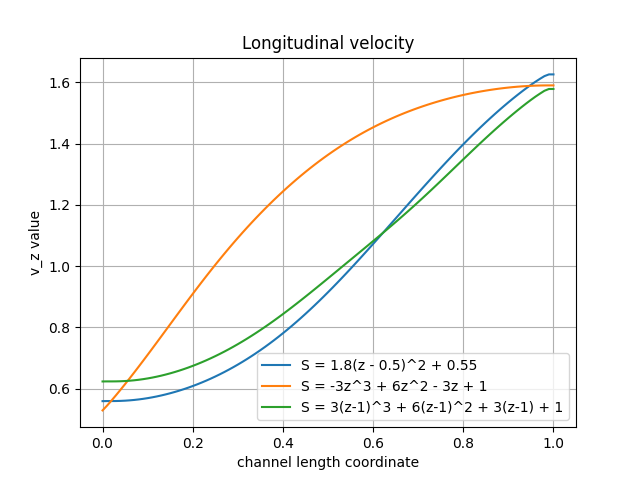 Longitudinal velocity
v_z value
1.6
1.4
1.2
1.0
0.8
0.6
S = 1.8(z - 0.5)^2 + 0.55
S = -3z^3 + 6z^2 - 3z + 1
S = 3(z-1)^3 + 6(z-1)^2 + 3(z-1) + 1
0.0 0.2 0.4 0.6 0.8 1.0
channel length coordinate